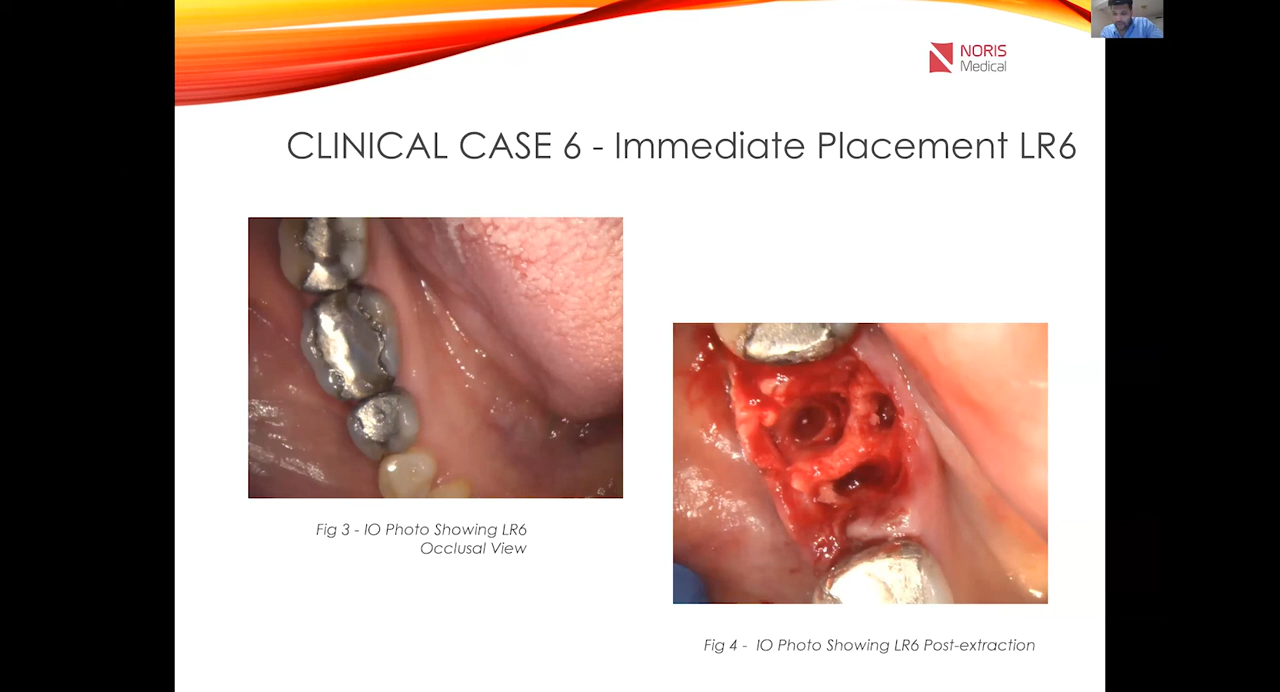 NORIS
Medical
CLINICAL CASE 6 - Immediate Placement LR6
Fig 3 - IO Photo Showing LR6
Occlusal View
Fig 4 - IO Photo Showing LR6 Post-extraction